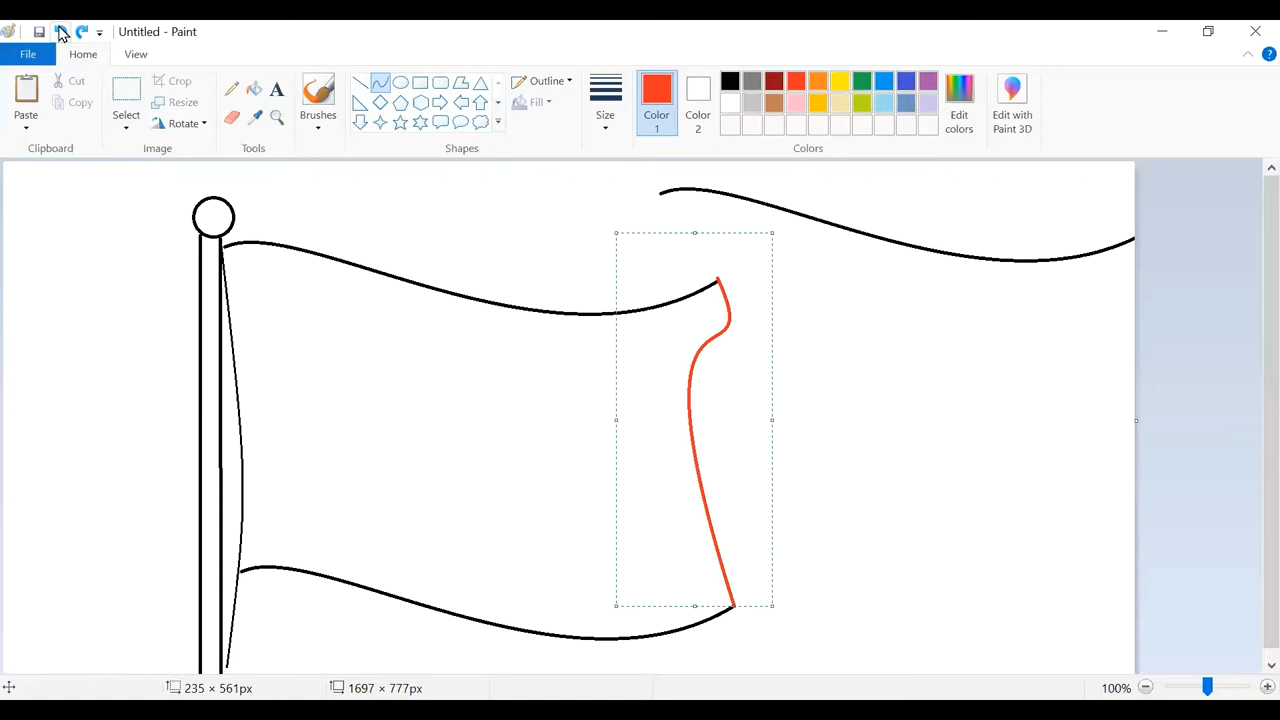 Untitled - Paint
File
Home
View
Paste
Cut
Copy
Clipboard
Select
Crop
Resize
Rotate
Image
A
Tools
Brushes
Outline
Fill
Shapes
Size
Color
1
Color
2
Edit
colors
Edit with
Paint 3D
Colors
235 × 561px
1697 × 777px
100%